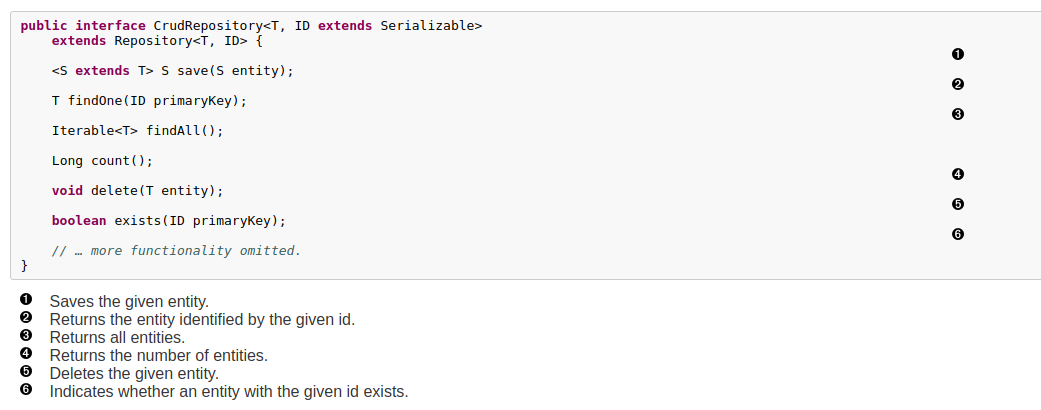 public interface CrudRepository<T, ID extends Serializable>
    extends Repository<T, ID> {
❶
    <S extends T> S save(S entity);
❷
    T findOne(ID primaryKey);
❸
    Iterable<T> findAll();

    Long count();
❹
    void delete(T entity);
❺
    boolean exists(ID primaryKey);
❻
    // … more functionality omitted.
}
❶ Saves the given entity.
❷ Returns the entity identified by the given id.
❸ Returns all entities.
❹ Returns the number of entities.
❺ Deletes the given entity.
❻ Indicates whether an entity with the given id exists.